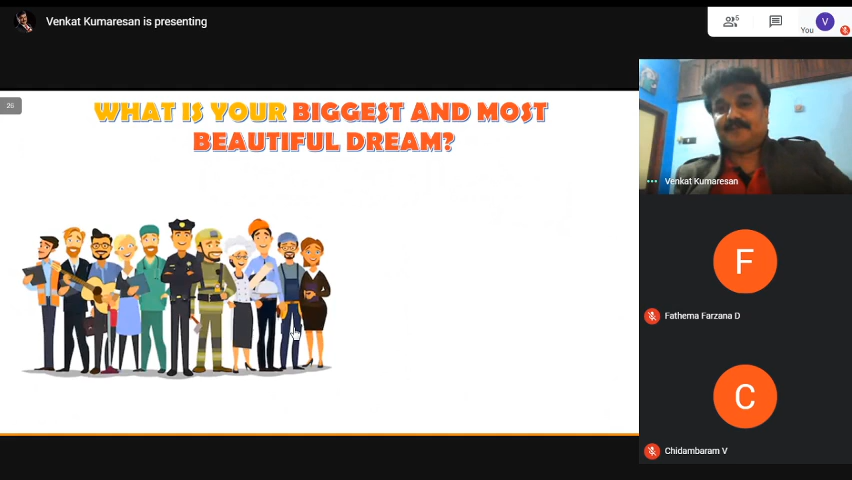 Venkat Kumaresan is presenting
5
You
V
26
WHAT IS YOUR BIGGEST AND MOST
BEAUTIFUL DREAM?
Venkat Kumaresan
F
Fathema Farzana D
C
Chidambaram V